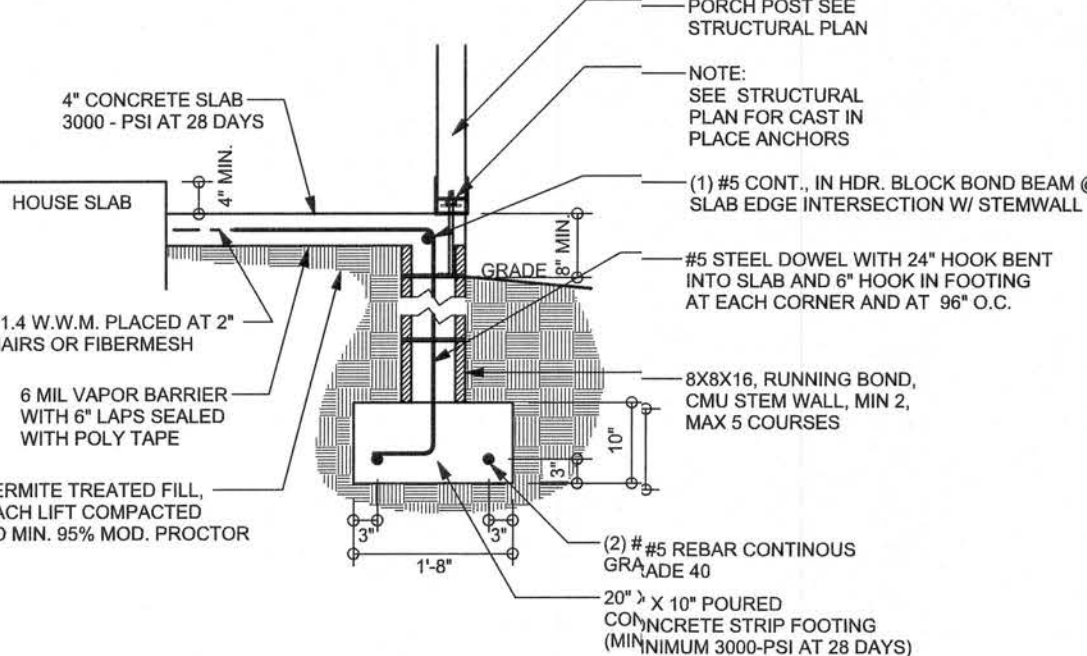 PORCH POST SEE
STRUCTURAL PLAN
NOTE:
SEE STRUCTURAL
PLAN FOR CAST IN
PLACE ANCHORS
4" CONCRETE SLAB
3000 - PSI AT 28 DAYS
4" MIN.
HOUSE SLAB
(1) #5 CONT., IN HDR. BLOCK BOND BEAM @
SLAB EDGE INTERSECTION W/ STEMWALL
8" MIN.
GRADE
#5 STEEL DOWEL WITH 24" HOOK BENT
INTO SLAB AND 6" HOOK IN FOOTING
AT EACH CORNER AND AT 96" O.C.
1.4 W.W.M. PLACED AT 2"
AIRS OR FIBERMESH
6 MIL VAPOR BARRIER
WITH 6" LAPS SEALED
WITH POLY TAPE
8X8X16, RUNNING BOND,
CMU STEM WALL, MIN 2,
MAX 5 COURSES
10"
3"
ERMITE TREATED FILL,
ACH LIFT COMPACTED
O MIN. 95% MOD. PROCTOR
3"
3"
1'-8"
(2) # #5 REBAR CONTINOUS
GRA ADE 40
20" X X 10" POURED
CON NCRETE STRIP FOOTING
(MIN NIMUM 3000-PSI AT 28 DAYS)